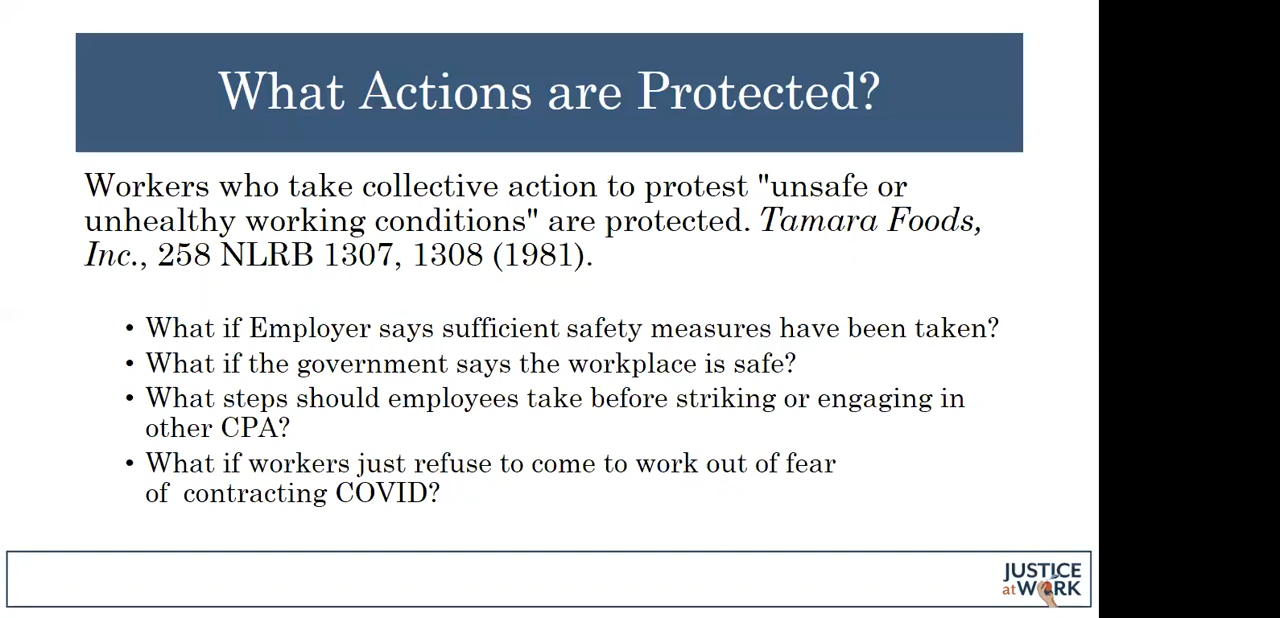 What Actions are Protected?
Workers who take collective action to protest "unsafe or
unhealthy working conditions" are protected. Tamara Foods,
Inc., 258 NLRB 1307, 1308 (1981).
• What if Employer says sufficient safety measures have been taken?
• What if the government says the workplace is safe?
• What steps should employees take before striking or engaging in
other CPA?
• What if workers just refuse to come to work out of fear
of  contracting COVID?
JUSTICE
at WORK